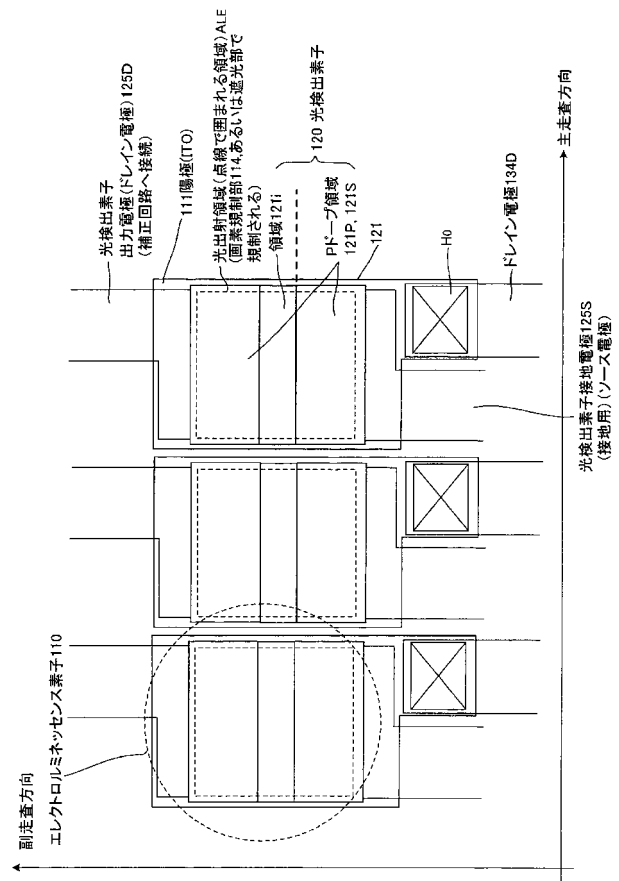 副走査方向
エレクトロルミネッセンス素子110
光検出素子
出力電極(ドレイン電極)125D
(補正回路へ接続)
111陽極(ITO)
光出射領域(点線で囲まれる領域)ALE
(画素規制部114,あるいは遮光部で
規制される)
領域121i
120 光検出素子
Pドープ領域
121P, 121S
121
H0
ドレイン電極134D
光検出素子接地電極125S
(接地用)(ソース電極)
主走査方向